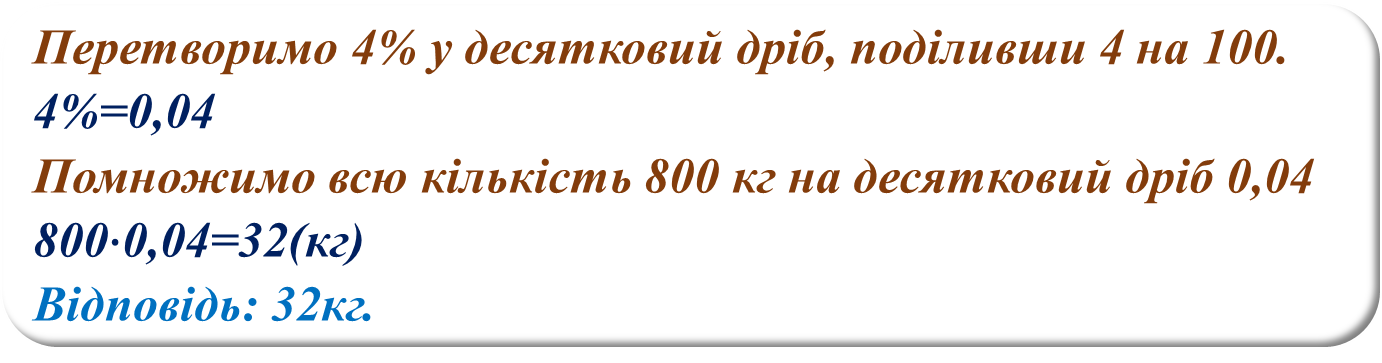 Перетворимо 4% у десятковий дріб, поділивши 4 на 100.
4%=0,04
Помножимо всю кількість 800 кг на десятковий дріб 0,04
800·0,04=32(кг)
Відповідь: 32кг.